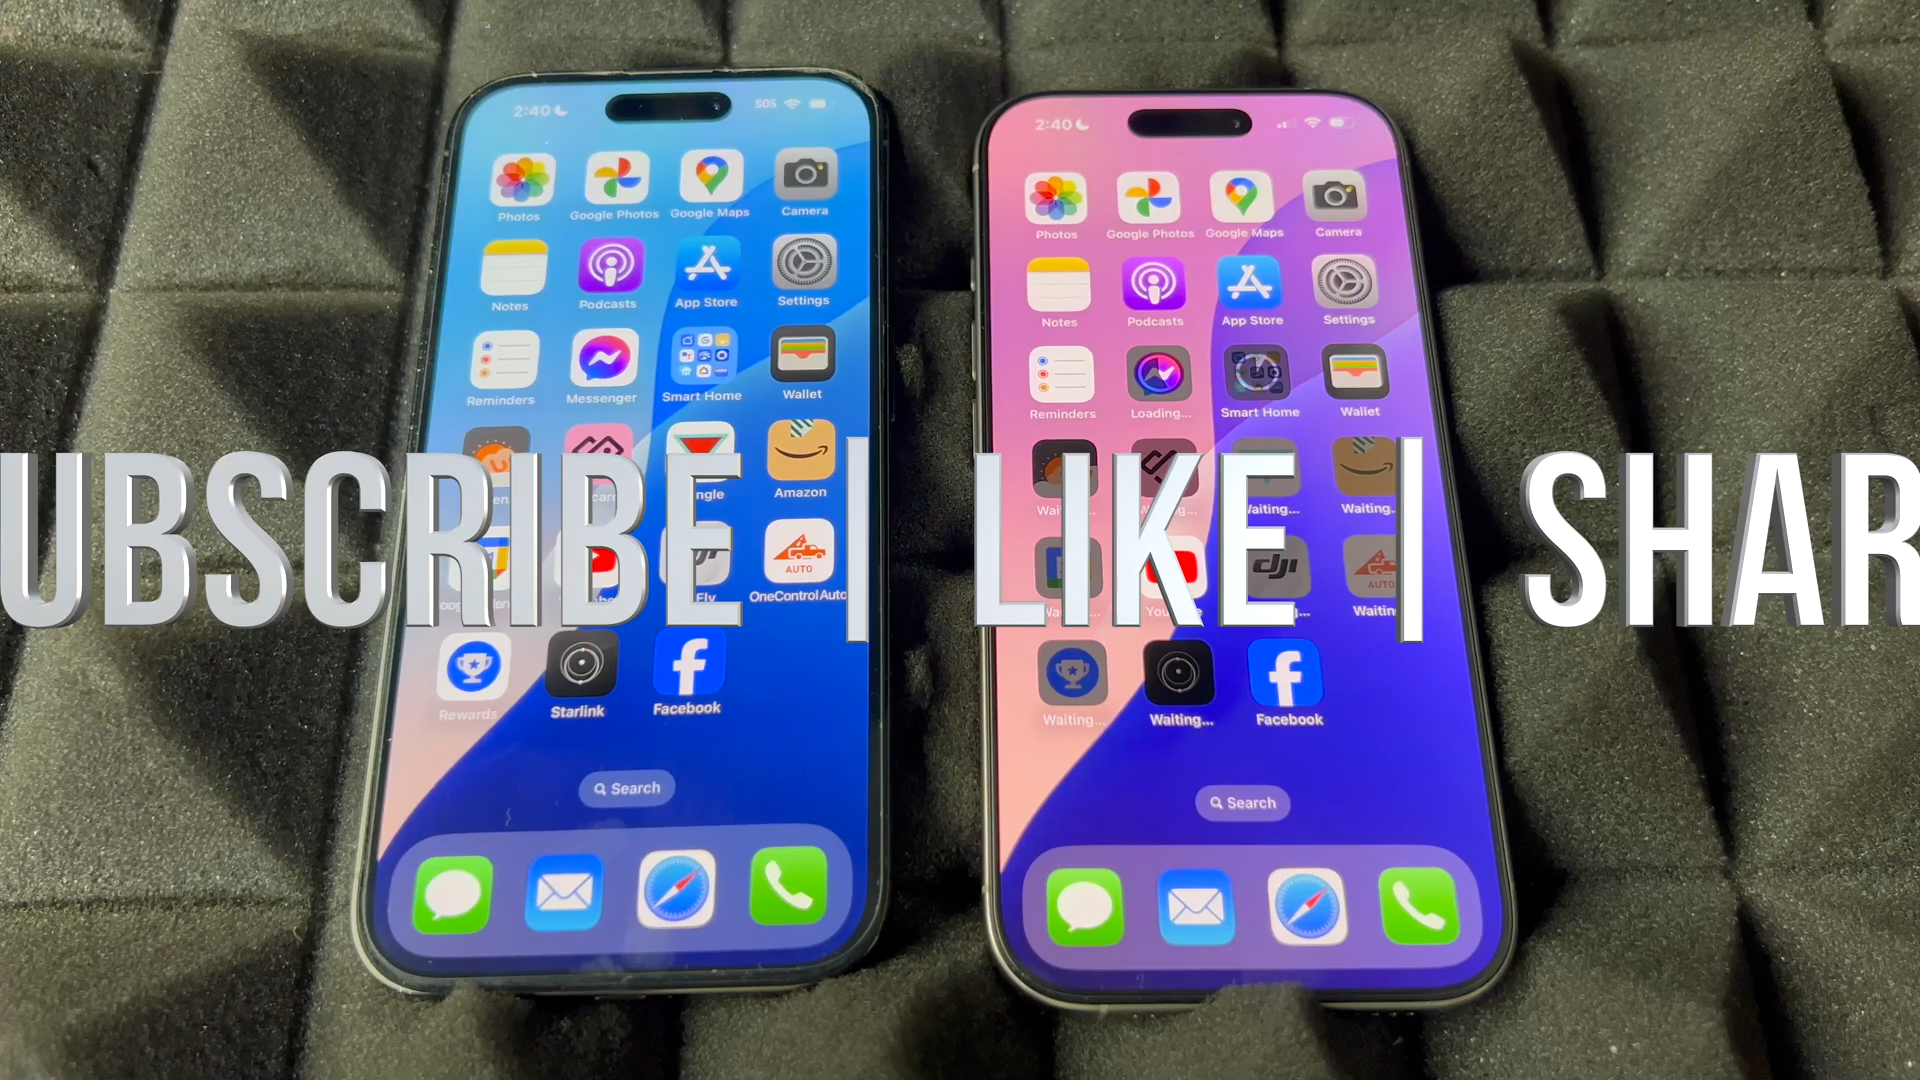 2:40 SOS
Photos Google Photos Google Maps Camera
Notes Podcasts App Store Settings
Reminders Messenger Smart Home Wallet
Amazon
AUTO
OneControl Auto
Rewards Starlink Facebook
Search
2:40
Photos Google Photos Google Maps Camera
Notes Podcasts App Store Settings
Reminders Loading... Smart Home Wallet
Waiting...
dji AUTO
Waiting... Waiting... Facebook
Search
UBSCRIBE | LIKE | SHAR